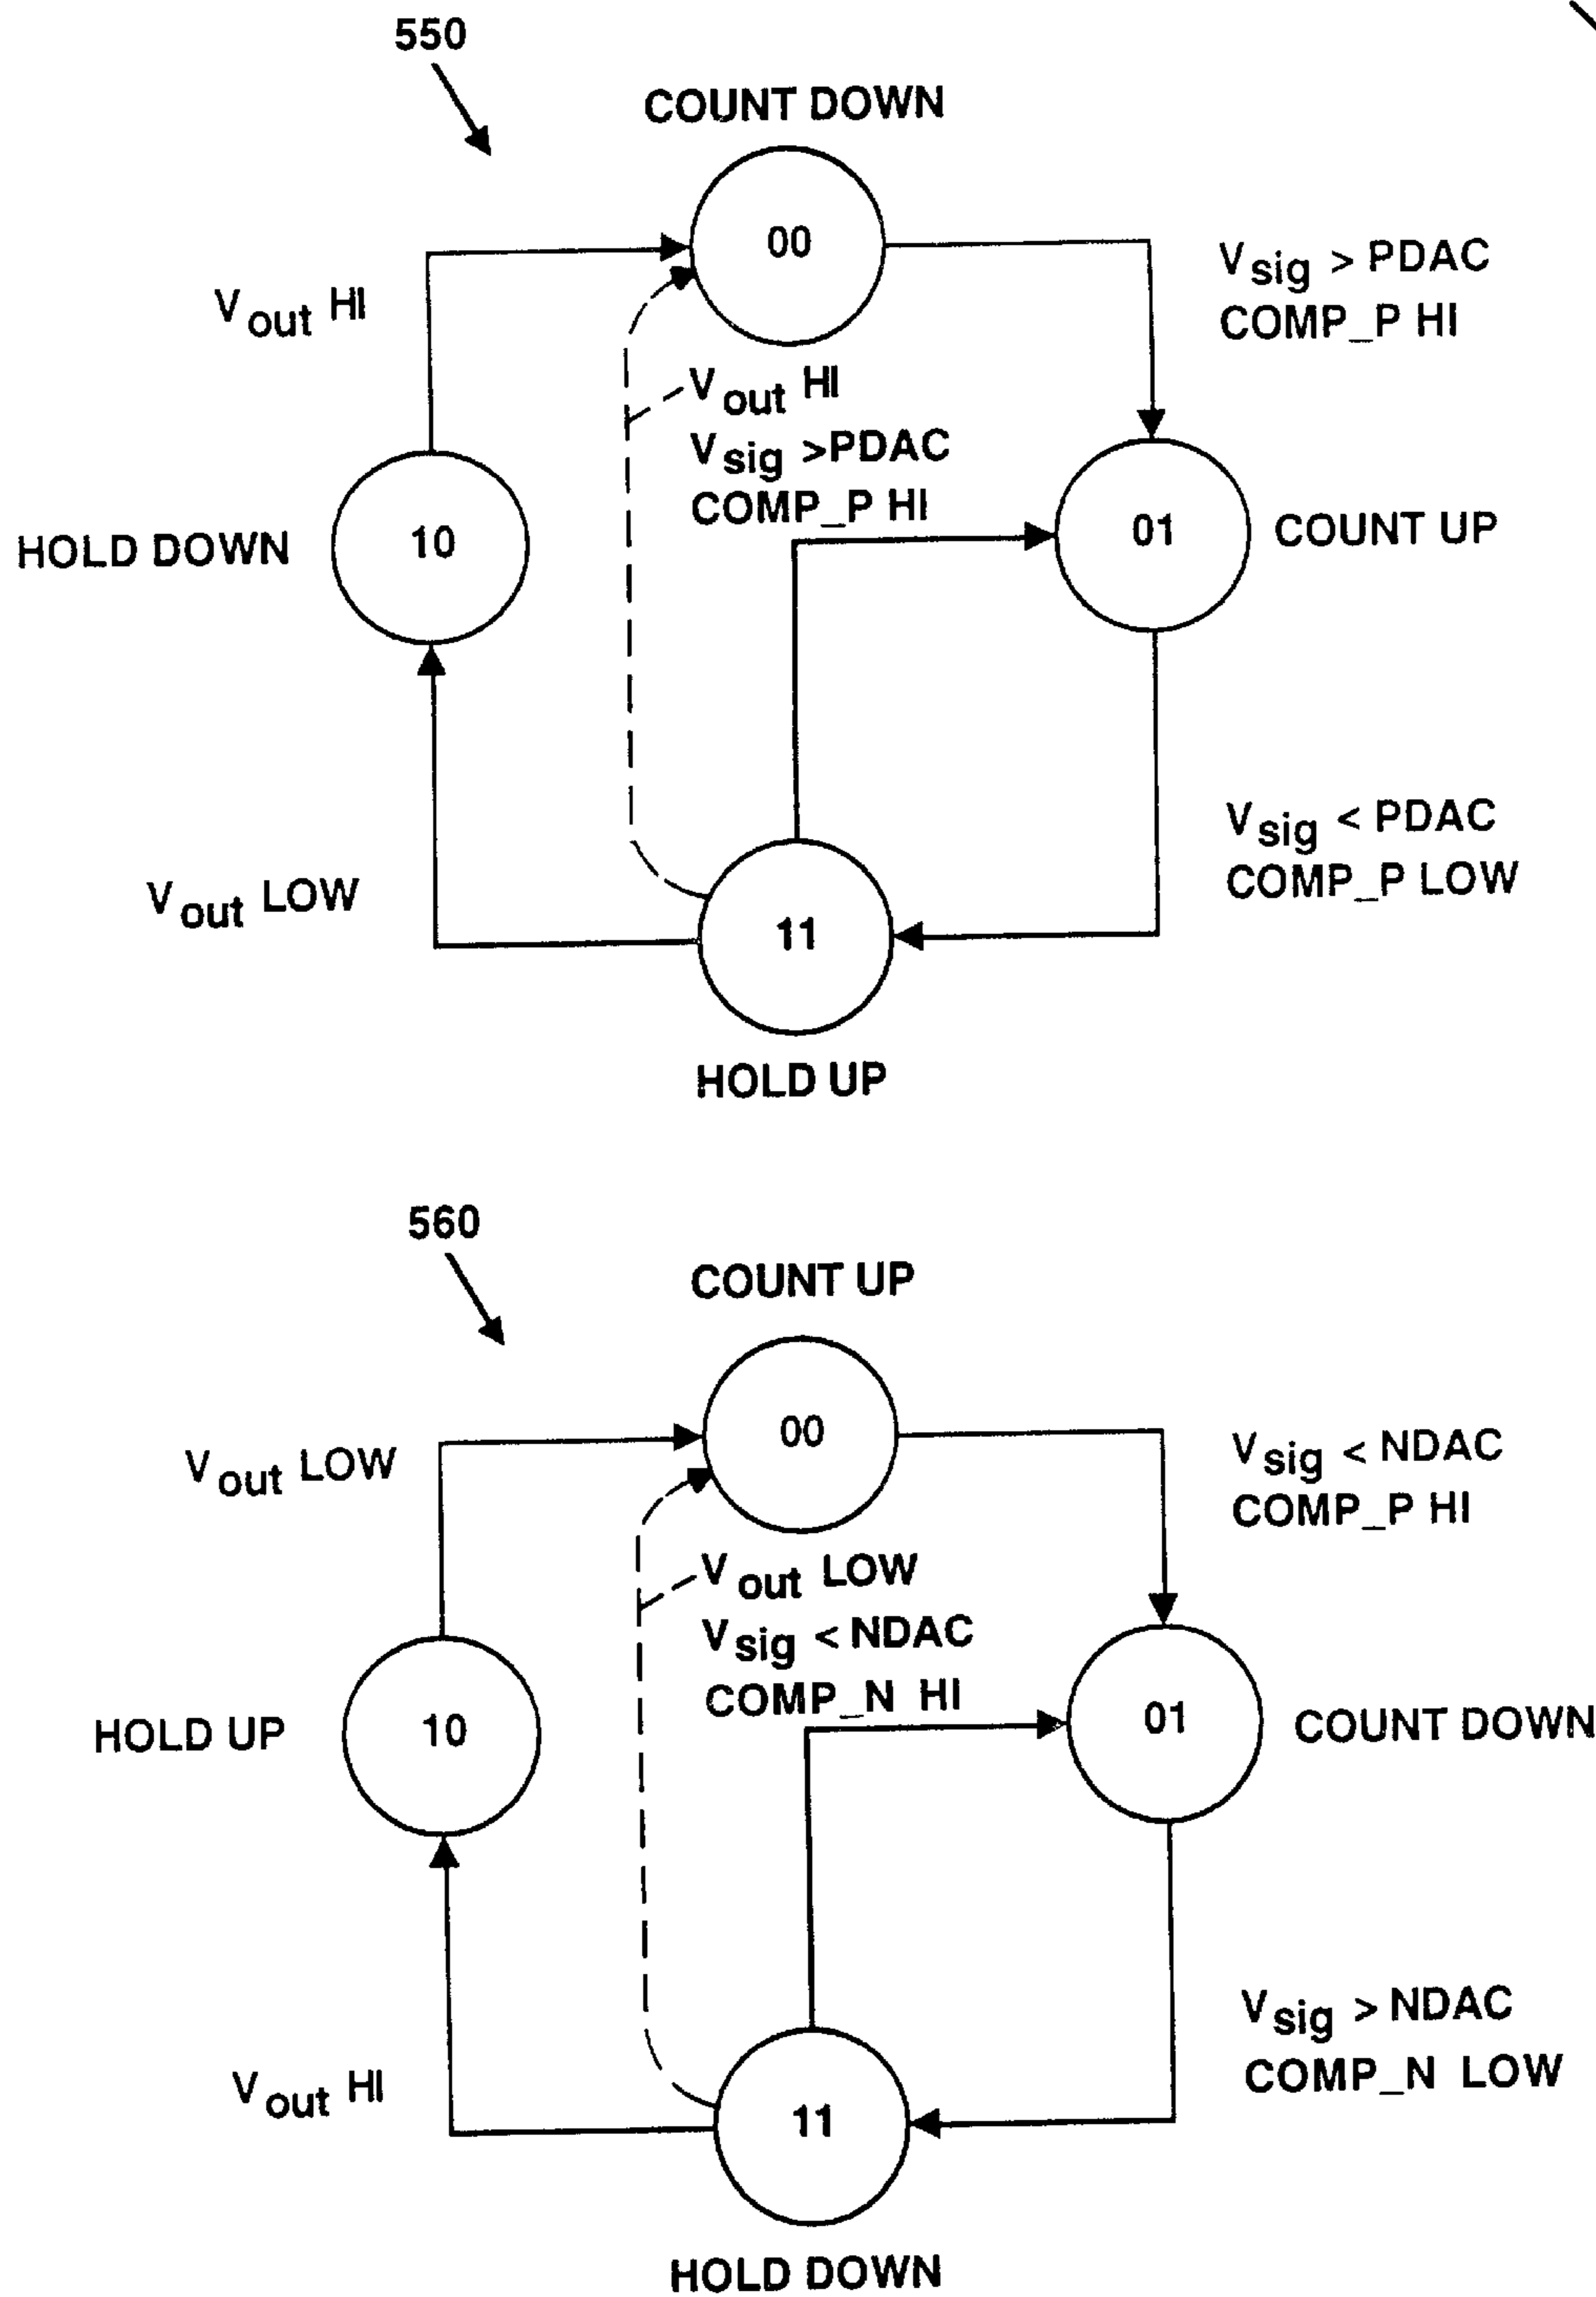 550
COUNT DOWN
00
Vsig > PDAC
COMP_P HI
Vout HI
Vout HI
Vsig >PDAC
COMP_P HI
HOLD DOWN
10
01
COUNT UP
Vsig < PDAC
COMP_P LOW
Vout LOW
11
HOLD UP
560
COUNT UP
00
Vsig < NDAC
COMP_P HI
Vout LOW
Vout LOW
Vsig < NDAC
COMP_N HI
HOLD UP
10
01
COUNT DOWN
Vsig > NDAC
COMP_N LOW
Vout HI
11
HOLD DOWN